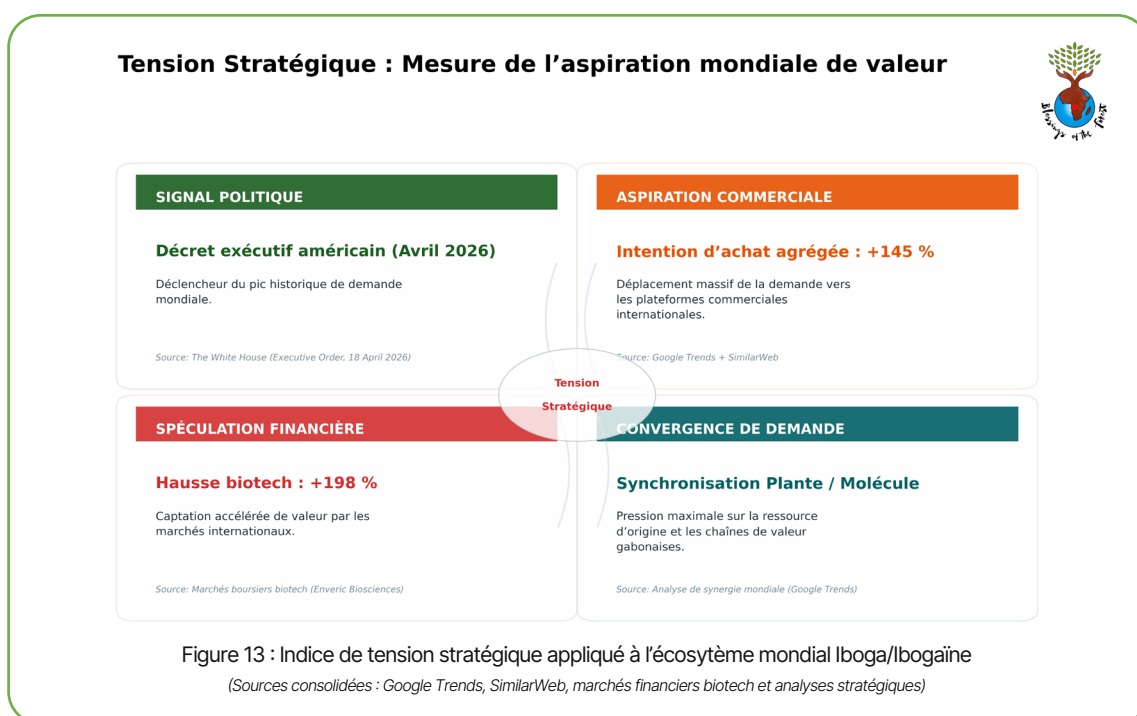 Tension Stratégique : Mesure de l’aspiration mondiale de valeur
Blessings of the Forest
SIGNAL POLITIQUE
Décret exécutif américain (Avril 2026)
Déclencheur du pic historique de demande
mondiale.
Source: The White House (Executive Order, 18 April 2026)
ASPIRATION COMMERCIALE
Intention d’achat agrégée : +145 %
Déplacement massif de la demande vers
les plateformes commerciales
internationales.
Source: Google Trends + SimilarWeb
Tension
Stratégique
SPÉCULATION FINANCIÈRE
Hausse biotech : +198 %
Captation accélérée de valeur par les
marchés internationaux.
Source: Marchés boursiers biotech (Enveric Biosciences)
CONVERGENCE DE DEMANDE
Synchronisation Plante / Molécule
Pression maximale sur la ressource
d’origine et les chaînes de valeur
gabonaises.
Source: Analyse de synergie mondiale (Google Trends)
Figure 13 : Indice de tension stratégique appliqué à l’écosytème mondial Iboga/Ibogaïne
(Sources consolidées : Google Trends, SimilarWeb, marchés financiers biotech et analyses stratégiques)